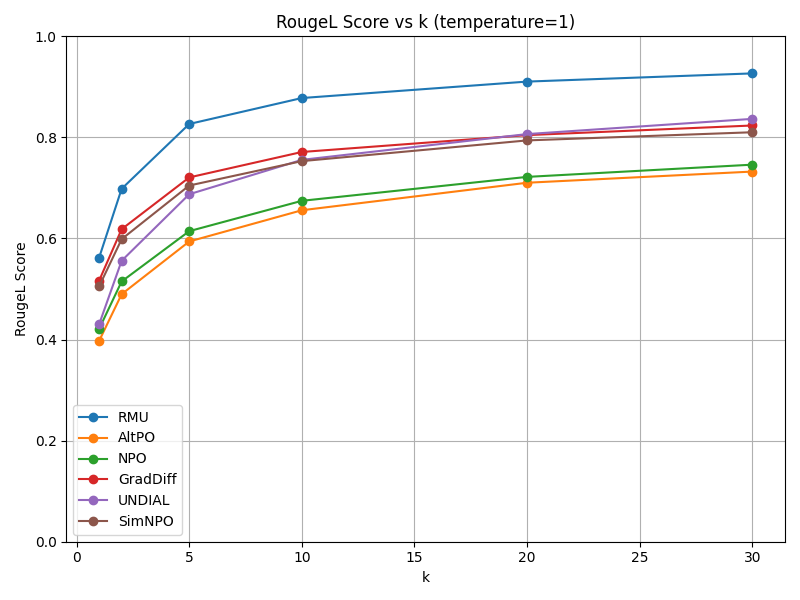 RougeL Score vs k (temperature=1)
RougeL Score
1.0
0.8
0.6
0.4
0.2
0.0
RMU
AltPO
NPO
GradDiff
UNDIAL
SimNPO
0 5 10 15 20 25 30
k